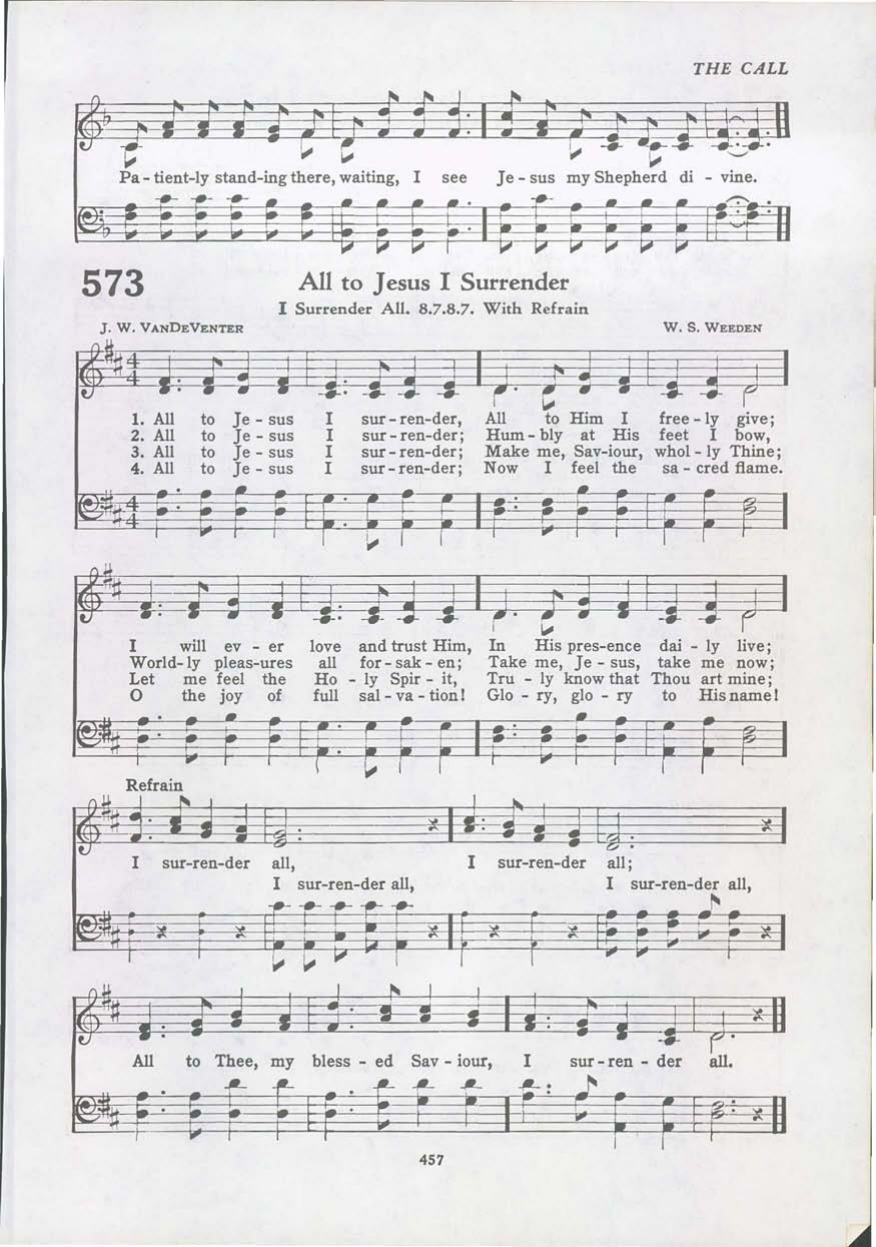 THE CALL
Pa - tient-ly stand-ing there, waiting, I see Je - sus my Shepherd di - vine.
573 All to Jesus I Surrender
I Surrender All. 8.7.8.7. With Refrain
J. W. VANDEVENTER W. S. WEEDEN
4
4
1. All to Je - sus I sur - ren-der, All to Him I free - ly give;
2. All to Je - sus I sur - ren-der; Hum - bly at His feet I bow,
3. All to Je - sus I sur - ren-der; Make me, Sav-iour, whol - ly Thine;
4. All to Je - sus I sur - ren-der; Now I feel the sa - cred flame.
4
4
I will ev - er love and trust Him, In His pres-ence dai - ly live;
World-ly pleas-ures all for-sak - en; Take me, Je - sus, take me now;
Let me feel the Ho - ly Spir - it, Tru - ly know that Thou art mine;
O the joy of full sal - va - tion! Glo - ry, glo - ry to His name!
Refrain
I sur-ren-der all, I sur-ren-der all;
I sur-ren-der all, I sur-ren-der all,
All to Thee, my bless - ed Sav - iour, I sur - ren - der all.
457